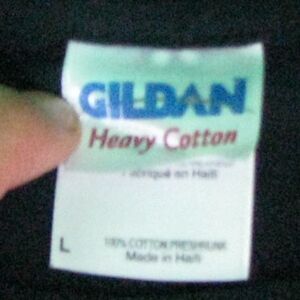 GILDAN
Heavy Cotton
Fabriqué en Haïti
L
100% COTTON PRESHRUNK
Made in Haiti